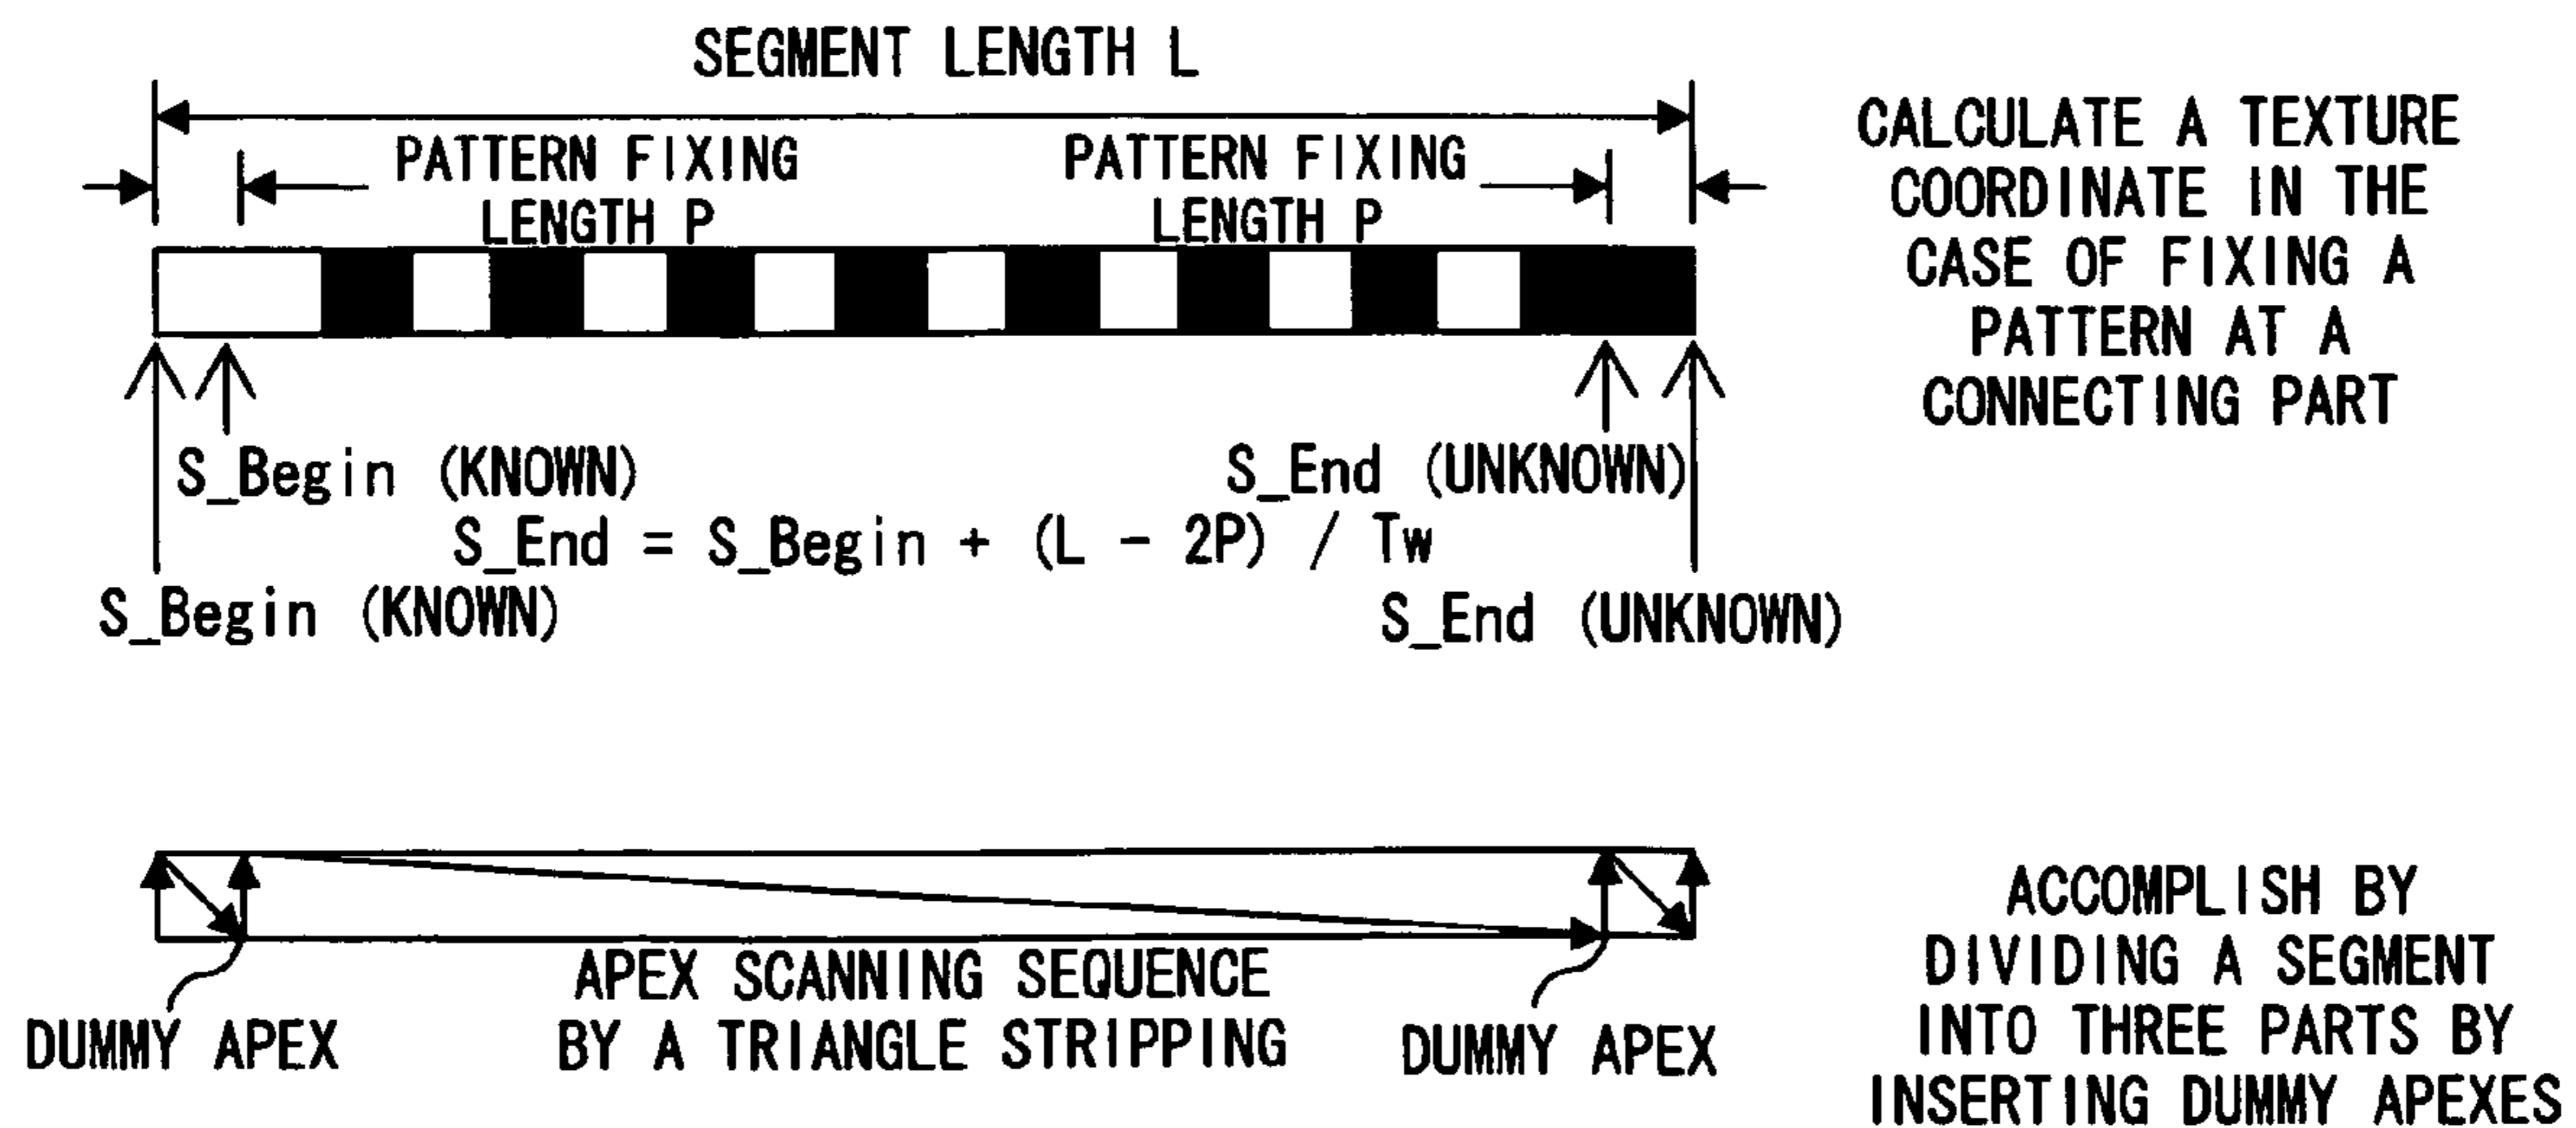 SEGMENT LENGTH L
PATTERN FIXING
LENGTH P
PATTERN FIXING
LENGTH P
CALCULATE A TEXTURE
COORDINATE IN THE
CASE OF FIXING A
PATTERN AT A
CONNECTING PART
S_Begin (KNOWN)
S_End (UNKNOWN)
S_End = S_Begin + (L - 2P) / Tw
S_Begin (KNOWN)
S_End (UNKNOWN)
DUMMY APEX
APEX SCANNING SEQUENCE
BY A TRIANGLE STRIPPING
DUMMY APEX
ACCOMPLISH BY
DIVIDING A SEGMENT
INTO THREE PARTS BY
INSERTING DUMMY APEXES